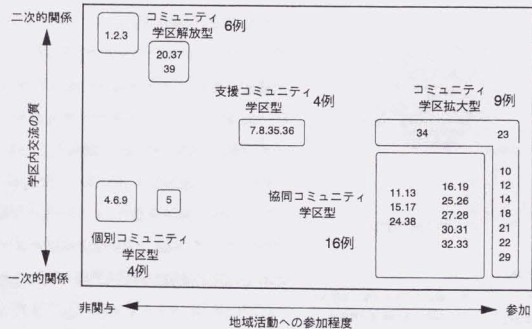 二次的関係
コミュニティ
学区解放型
6例
1.2.3
20.37
39
支援コミュニティ
学区型
4例
7.8.35.36
コミュニティ
学区拡大型
9例
34
23
学区内交流の質
4.6.9
5
個別コミュニティ
学区型
4例
協同コミュニティ
学区型
16例
11.13
15.17
24.38
16.19
25.26
27.28
30.31
32.33
10
12
14
18
21
22
29
一次的関係
非関与
参加
地域活動への参加程度